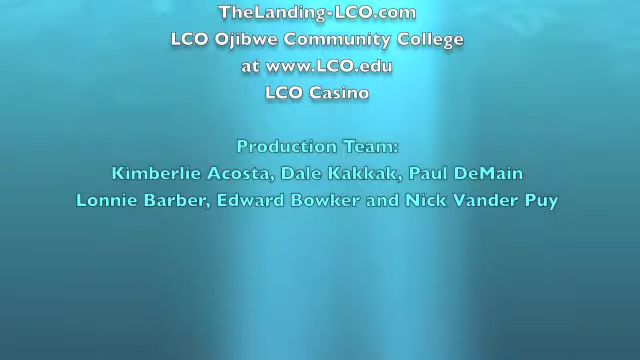 TheLanding-LCO.com
LCO Ojibwe Community College
at www.LCO.edu
LCO Casino
Production Team:
Kimberlie Acosta, Dale Kakkak, Paul DeMain
Lonnie Barber, Edward Bowker and Nick Vander Puy